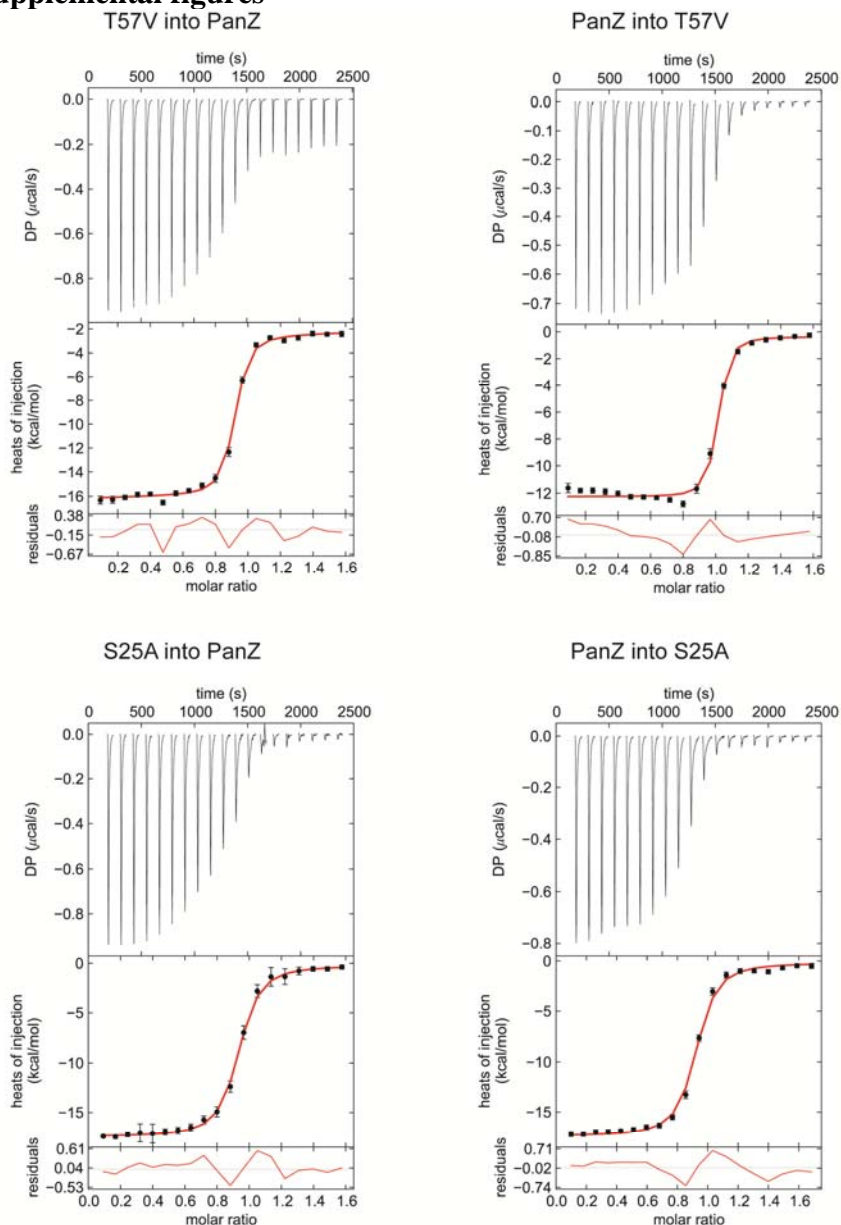 upplemental figures
T57V into PanZ
time (s)
0 500 1000 1500 2000 2500
DP (μcal/s)
0.0
−0.2
−0.4
−0.6
−0.8
heats of injection
(kcal/mol)
−2
−4
−6
−8
−10
−12
−14
−16
residuals
0.38
−0.15
−0.67
0.2 0.4 0.6 0.8 1.0 1.2 1.4 1.6
molar ratio
PanZ into T57V
time (s)
0 500 1000 1500 2000 2500
DP (μcal/s)
0.0
−0.1
−0.2
−0.3
−0.4
−0.5
−0.6
−0.7
heats of injection
(kcal/mol)
0
−2
−4
−6
−8
−10
−12
residuals
0.70
−0.08
−0.85
0.2 0.4 0.6 0.8 1.0 1.2 1.4 1.6
molar ratio
S25A into PanZ
time (s)
0 500 1000 1500 2000 2500
DP (μcal/s)
0.0
−0.2
−0.4
−0.6
−0.8
heats of injection
(kcal/mol)
0
−5
−10
−15
residuals
0.61
0.04
−0.53
0.0 0.2 0.4 0.6 0.8 1.0 1.2 1.4 1.6
molar ratio
PanZ into S25A
time (s)
0 500 1000 1500 2000 2500
DP (μcal/s)
0.0
−0.2
−0.4
−0.6
−0.8
heats of injection
(kcal/mol)
0
−5
−10
−15
residuals
0.71
−0.02
−0.74
0.0 0.2 0.4 0.6 0.8 1.0 1.2 1.4 1.6
molar ratio